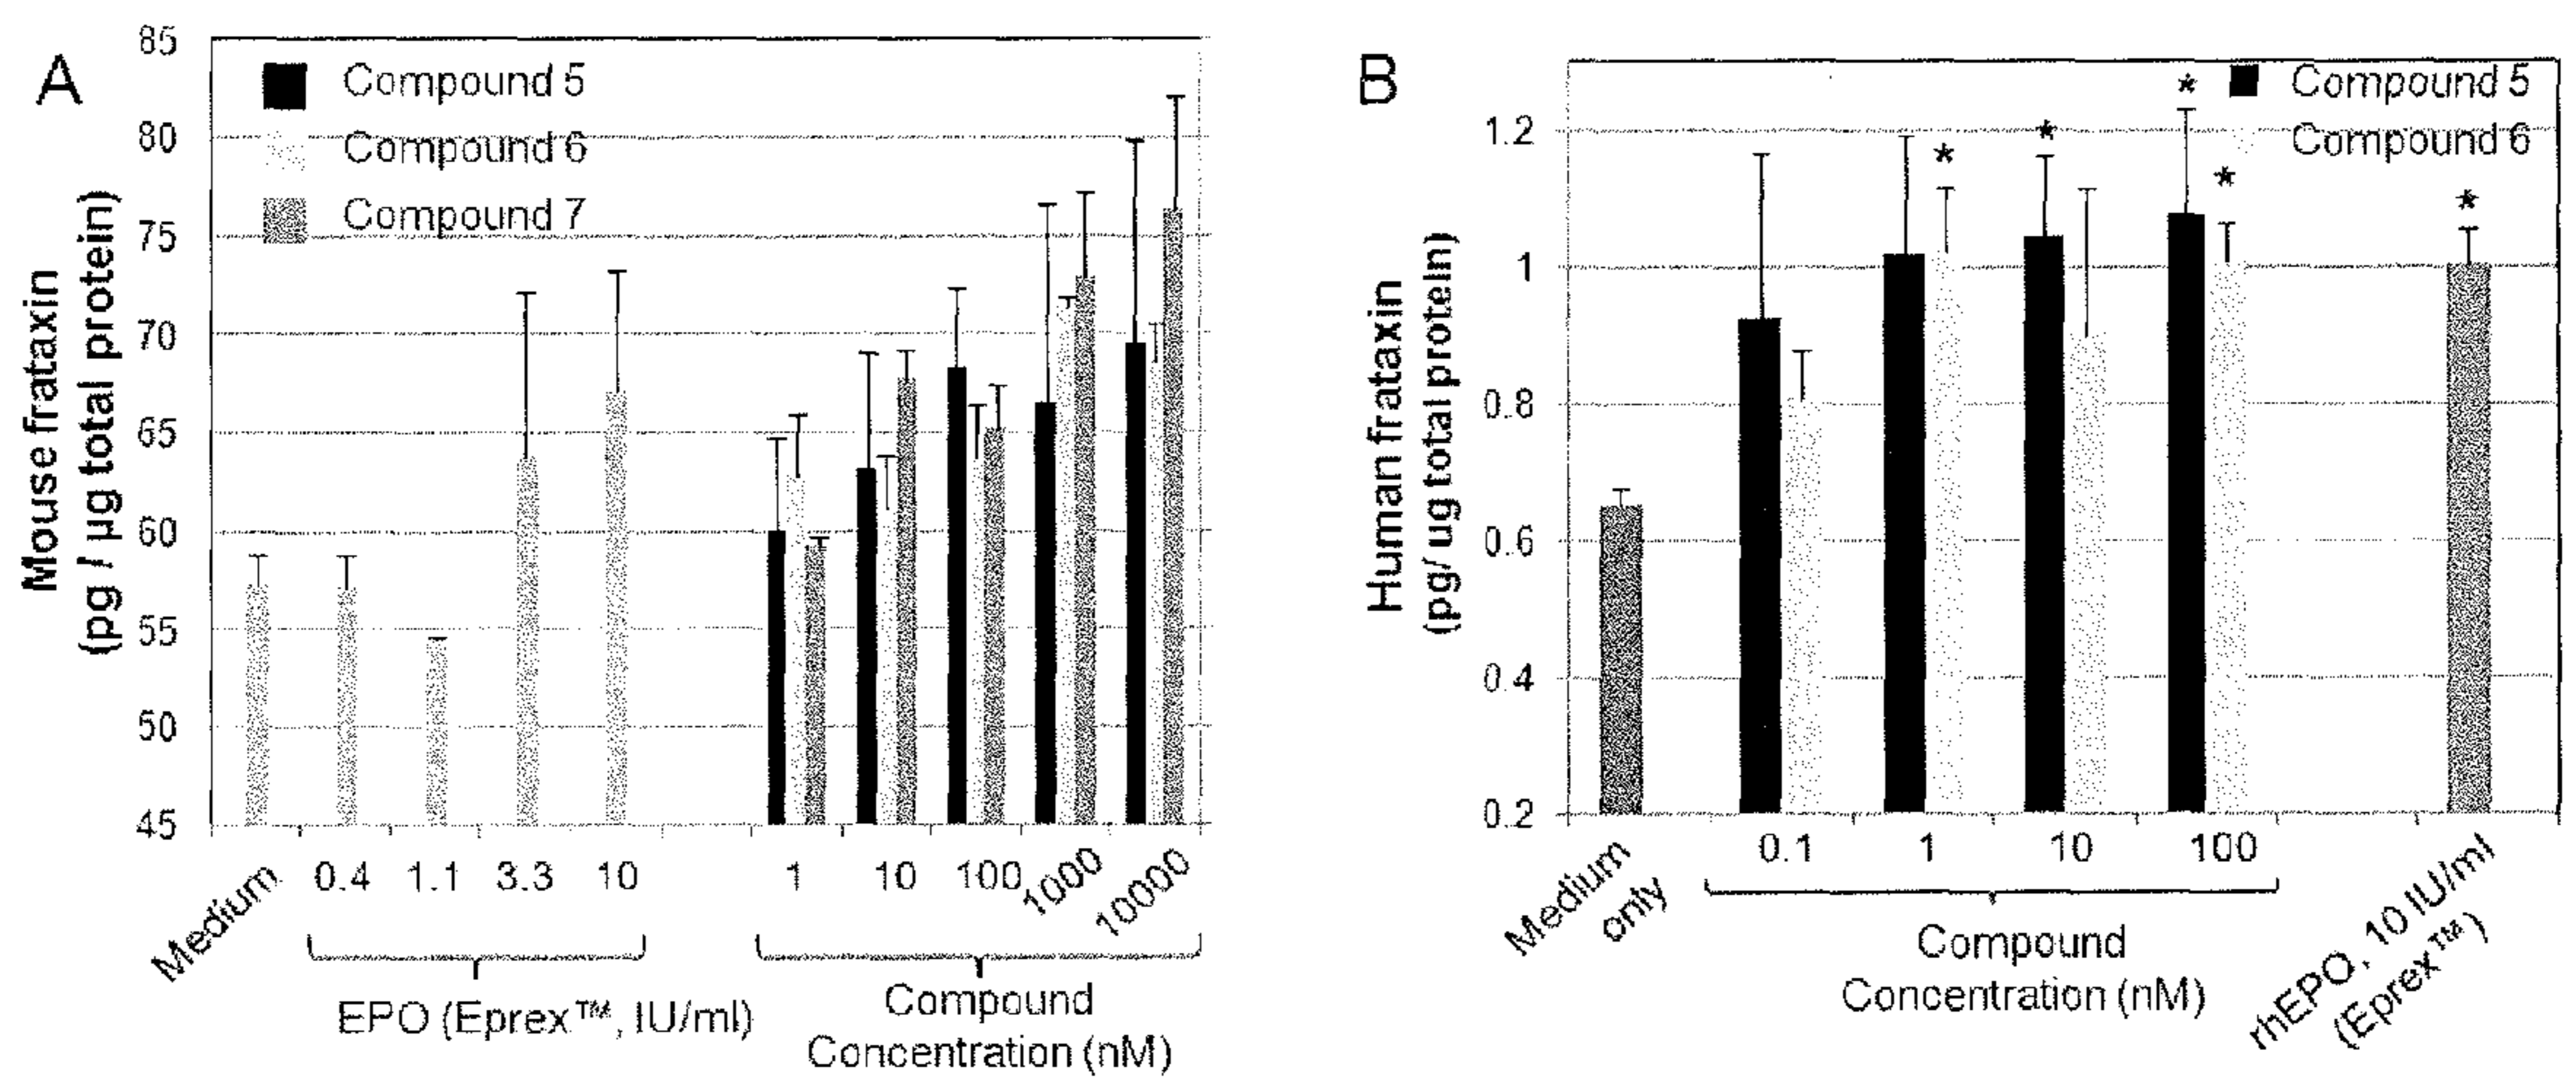 A
Mouse frataxin
(pg / µg total protein)
85
80
75
70
65
60
55
50
45
Compound 5
Compound 6
Compound 7
Medium 0.4 1.1 3.3 10 1 10 100 1000 10000
EPO (Eprex™, IU/ml)
Compound
Concentration (nM)
B
Human frataxin
(pg/ ug total protein)
1.2
1
0.8
0.6
0.4
0.2
Compound 5
Compound 6
*
*
*
*
*
Medium
only
0.1 1 10 100
Compound
Concentration (nM)
rhEPO, 10 IU/ml
(Eprex™)